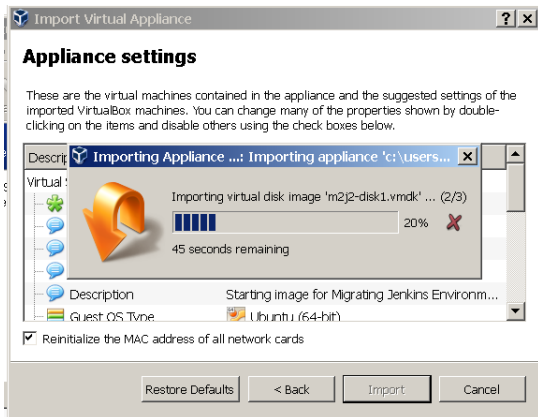 Import Virtual Appliance
? x
Appliance settings
These are the virtual machines contained in the appliance and the suggested settings of the
imported VirtualBox machines. You can change many of the properties shown by double-
clicking on the items and disable others using the check boxes below.
Descrip
Importing Appliance ...: Importing appliance 'c:\users... x
Virtual S
Importing virtual disk image 'm2j2-disk1.vmdk' ... (2/3)
20%
45 seconds remaining
Description Starting image for Migrating Jenkins Environm...
Guest OS Type Ubuntu (64-bit)
Reinitialize the MAC address of all network cards
Restore Defaults < Back Import Cancel